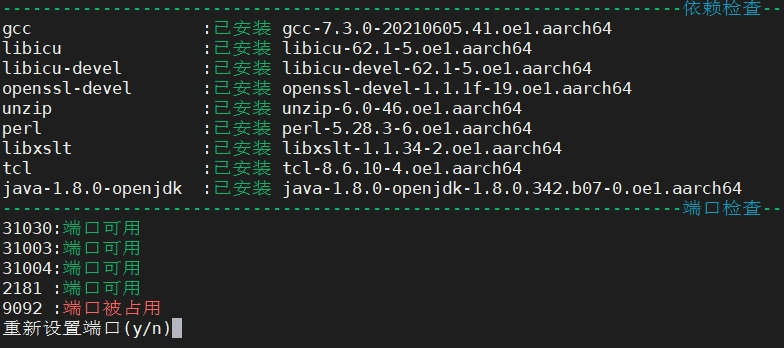 --------------------------------------------------------------------依赖检查--
gcc                 :已安装 gcc-7.3.0-20210605.41.oe1.aarch64
libicu              :已安装 libicu-62.1-5.oe1.aarch64
libicu-devel        :已安装 libicu-devel-62.1-5.oe1.aarch64
openssl-devel       :已安装 openssl-devel-1.1.1f-19.oe1.aarch64
unzip               :已安装 unzip-6.0-46.oe1.aarch64
perl                :已安装 perl-5.28.3-6.oe1.aarch64
libxslt             :已安装 libxslt-1.1.34-2.oe1.aarch64
tcl                 :已安装 tcl-8.6.10-4.oe1.aarch64
java-1.8.0-openjdk  :已安装 java-1.8.0-openjdk-1.8.0.342.b07-0.oe1.aarch64
--------------------------------------------------------------------端口检查--
31030:端口可用
31003:端口可用
31004:端口可用
2181 :端口可用
9092 :端口被占用
重新设置端口(y/n)